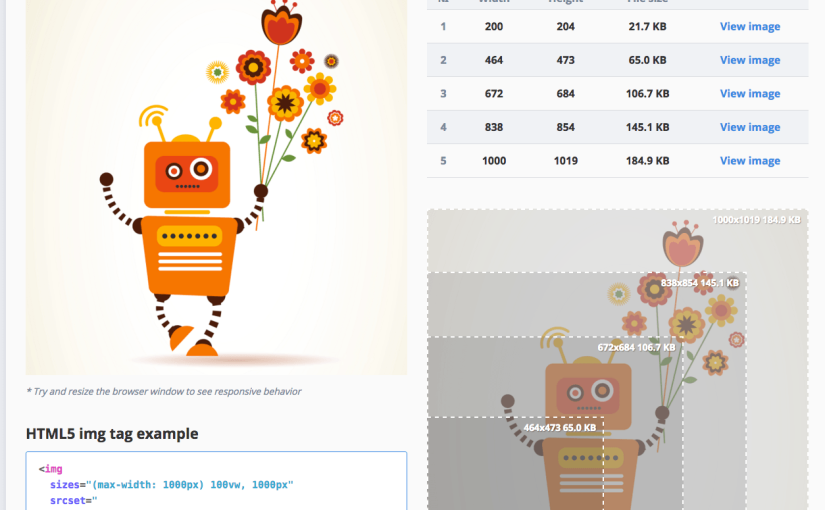 Width Height File size
1 200 204 21.7 KB View image
2 464 473 65.0 KB View image
3 672 684 106.7 KB View image
4 838 854 145.1 KB View image
5 1000 1019 184.9 KB View image
1000x1019 184.9 KB
838x854 145.1 KB
672x684 106.7 KB
464x473 65.0 KB
* Try and resize the browser window to see responsive behavior
HTML5 img tag example
<img
sizes="(max-width: 1000px) 100vw, 1000px"
srcset="